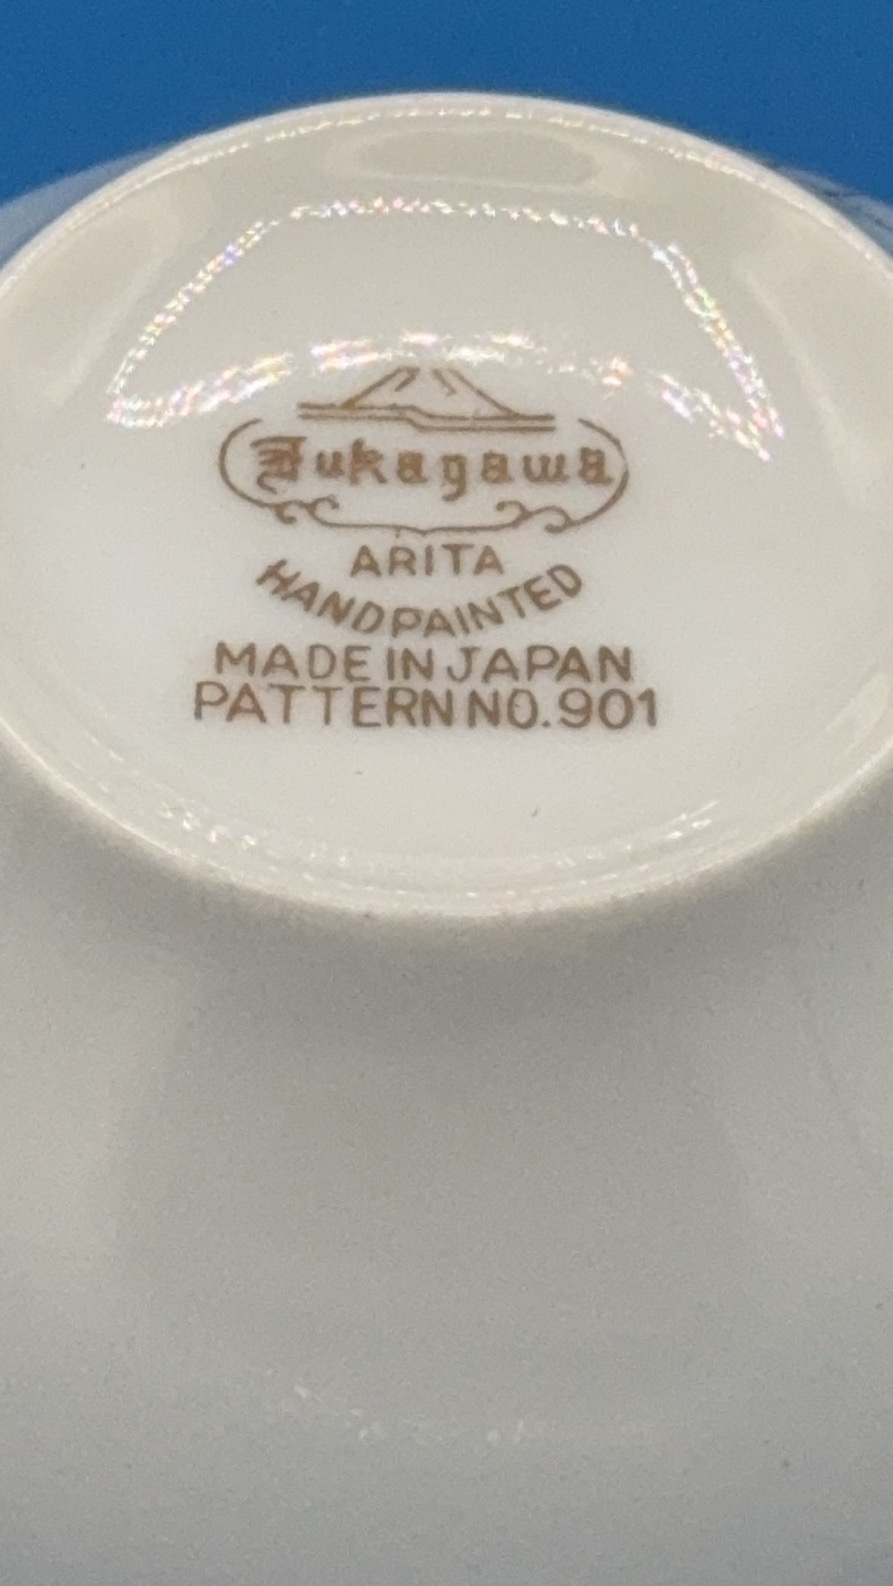 Fukagawa
ARITA
HANDPAINTED
MADE IN JAPAN
PATTERN NO.901